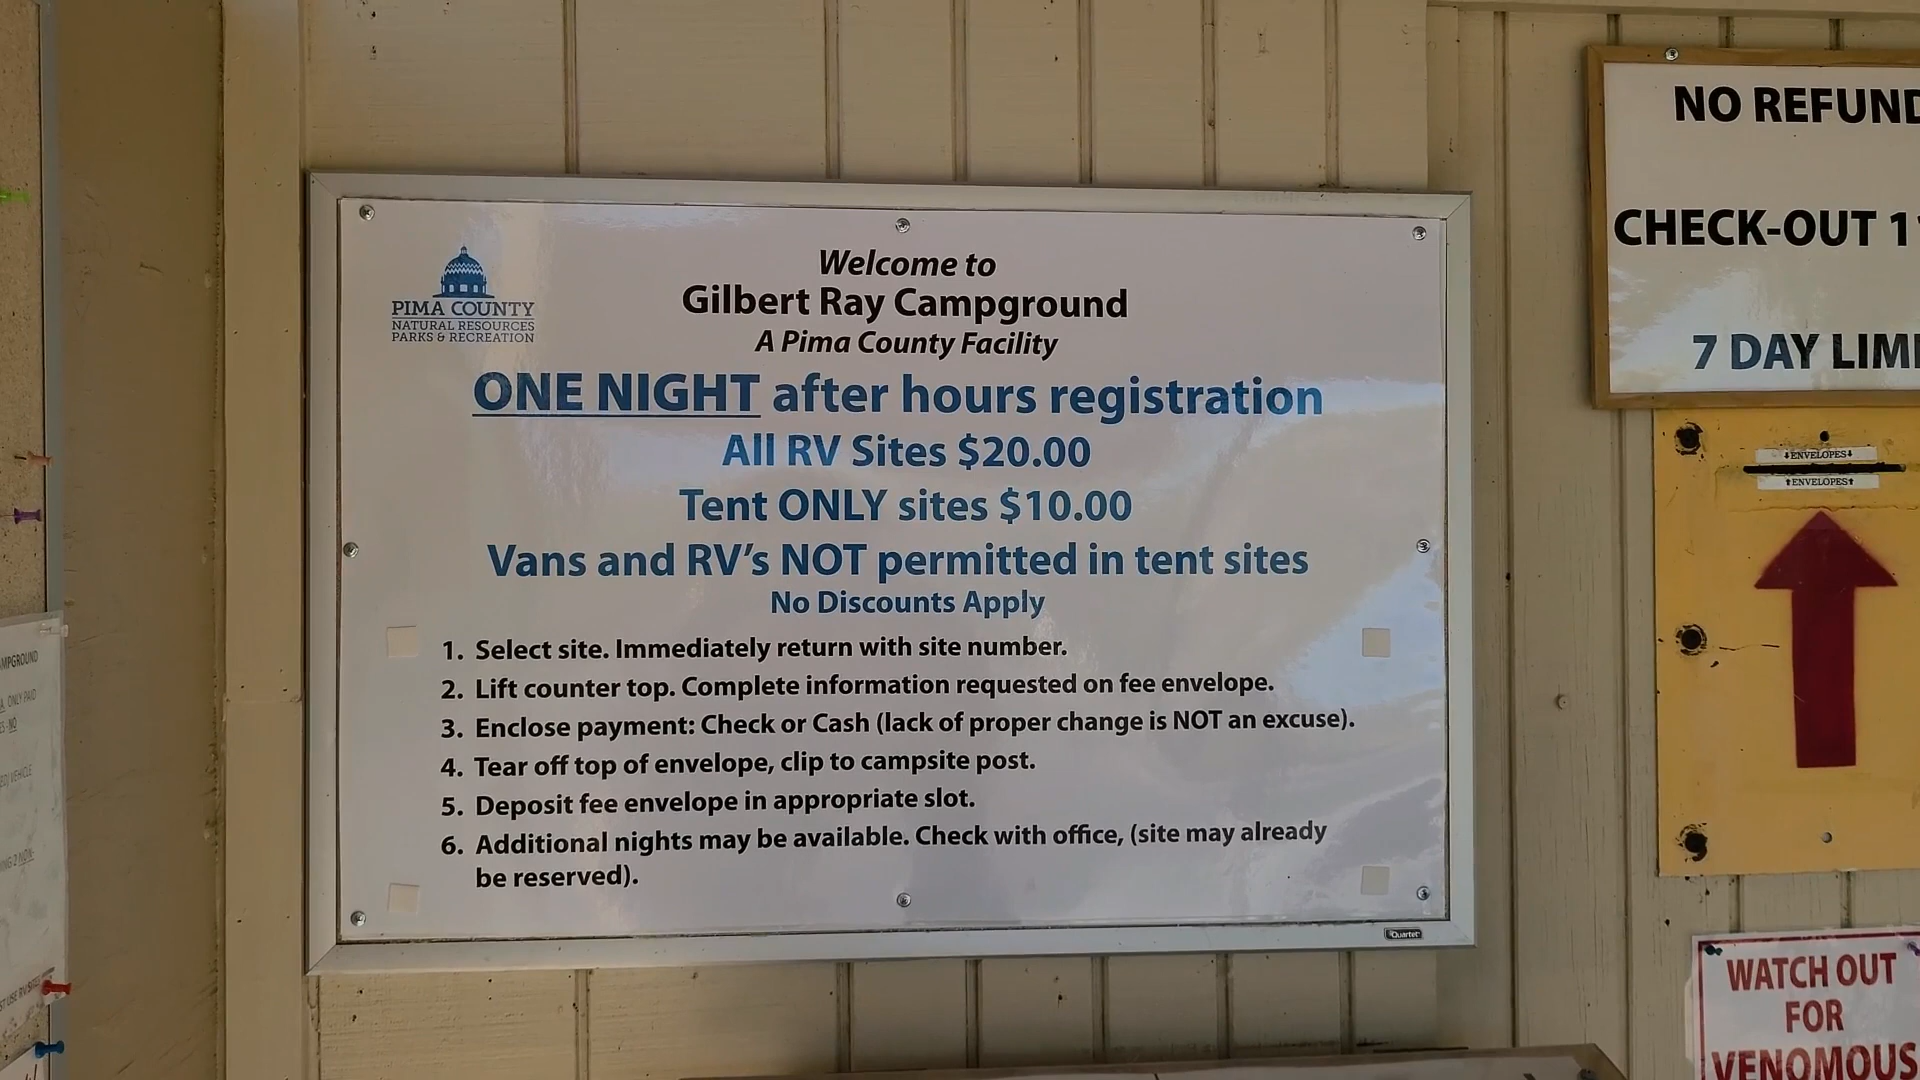 PIMA COUNTY
NATURAL RESOURCES
PARKS & RECREATION
Welcome to
Gilbert Ray Campground
A Pima County Facility
ONE NIGHT after hours registration
All RV Sites $20.00
Tent ONLY sites $10.00
Vans and RV's NOT permitted in tent sites
No Discounts Apply
1. Select site. Immediately return with site number.
2. Lift counter top. Complete information requested on fee envelope.
3. Enclose payment: Check or Cash (lack of proper change is NOT an excuse).
4. Tear off top of envelope, clip to campsite post.
5. Deposit fee envelope in appropriate slot.
6. Additional nights may be available. Check with office, (site may already
be reserved).
Quartet
NO REFUND
CHECK-OUT 1
7 DAY LIM
↓ENVELOPES↓
↑ENVELOPES↑
WATCH OUT
FOR
VENOMOUS
ONLY PAID
NO
VEHICLE